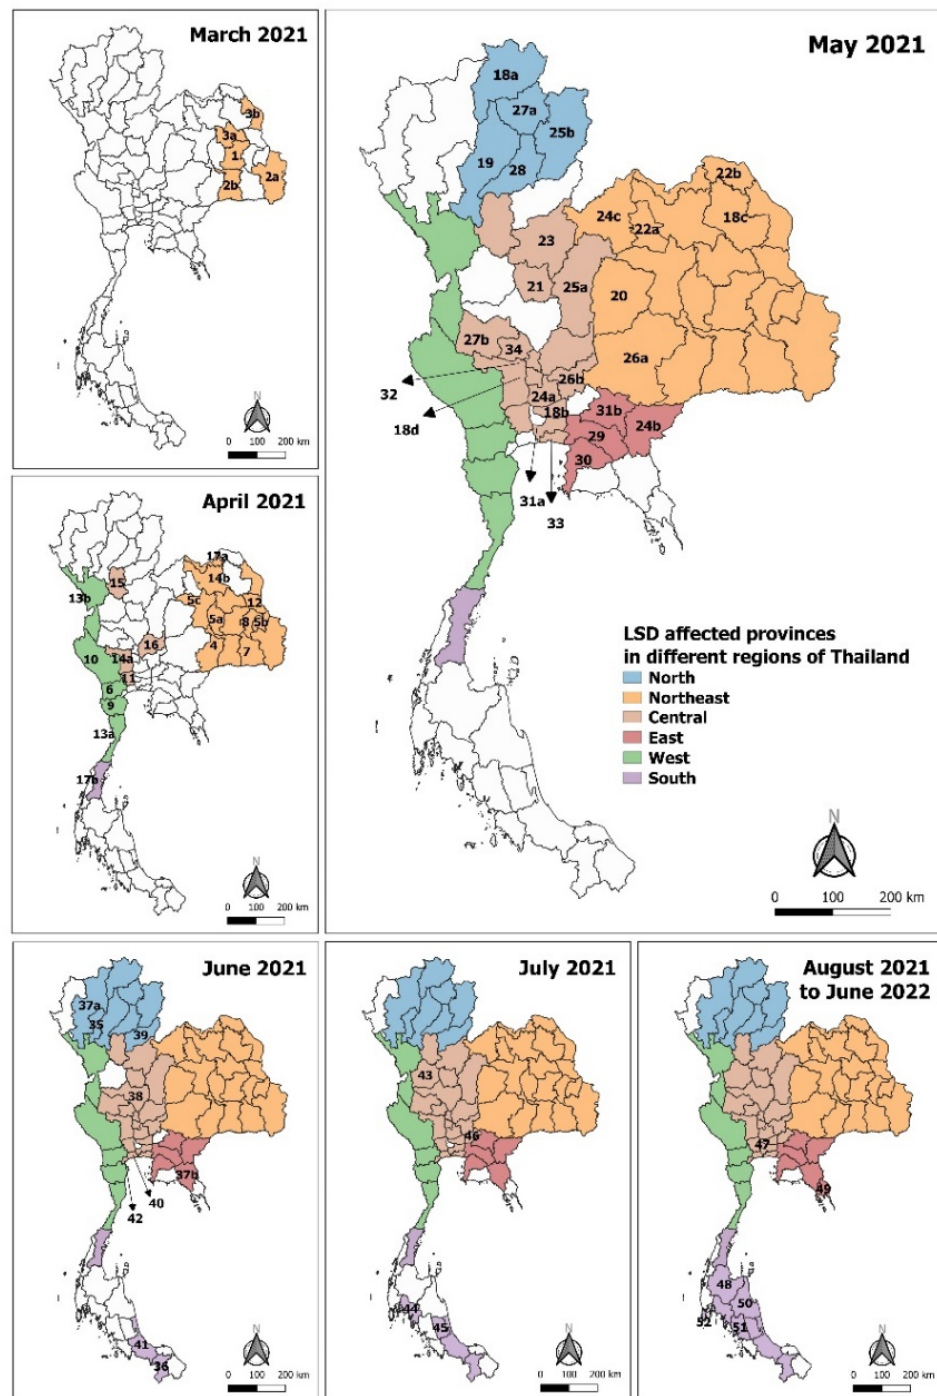 March 2021
3b
3a
1
2a
2b
N
0 100 200 km
May 2021
18a
27a
25b
19
28
22b
24c
22a
18c
23
21
25a
20
27b
34
26a
32
26b
24a
18b
31b
18d
29
24b
30
31a
33
LSD affected provinces
in different regions of Thailand
North
Northeast
Central
East
West
South
N
0 100 200 km
April 2021
17a
14b
15
13b
5c
12
5a
8
5b
16
4
7
10
14a
11
6
9
13a
17b
N
0 100 200 km
June 2021
37a
35
39
38
37b
40
42
41
36
N
0 100 200 km
July 2021
43
46
44
45
N
0 100 200 km
August 2021
to June 2022
47
49
48
50
52
51
N
0 100 200 km